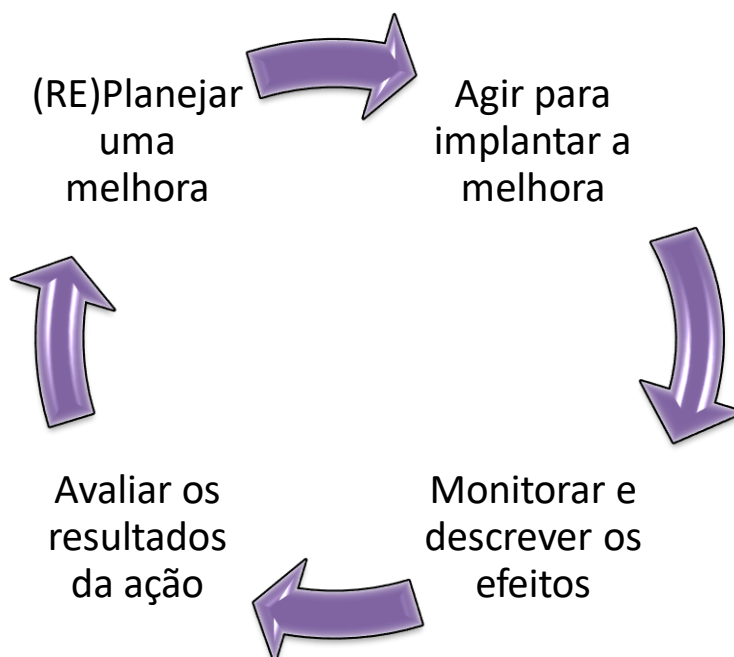 (RE)Planejar
uma
melhora
Agir para
implantar a
melhora
Monitorar e
descrever os
efeitos
Avaliar os
resultados
da ação